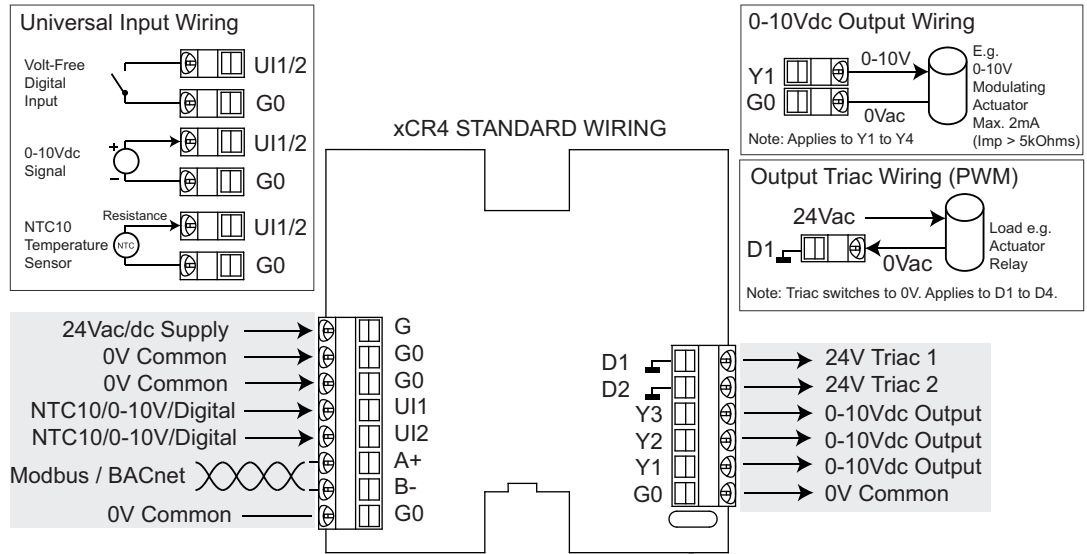 Universal Input Wiring
Volt-Free
Digital
Input
UI1/2
G0
0-10Vdc
Signal
+
-
UI1/2
G0
NTC10
Temperature
Sensor
Resistance
NTC
UI1/2
G0
xCR4 STANDARD WIRING
0-10Vdc Output Wiring
Y1
G0
0-10V
0Vac
E.g.
0-10V
Modulating
Actuator
Max. 2mA
(Imp > 5kOhms)
Note: Applies to Y1 to Y4
Output Triac Wiring (PWM)
24Vac
D1
0Vac
Load e.g.
Actuator
Relay
Note: Triac switches to 0V. Applies to D1 to D4.
24Vac/dc Supply
0V Common
0V Common
NTC10/0-10V/Digital
NTC10/0-10V/Digital
Modbus / BACnet
0V Common
G
G0
G0
UI1
UI2
A+
B-
G0
D1
D2
Y3
Y2
Y1
G0
24V Triac 1
24V Triac 2
0-10Vdc Output
0-10Vdc Output
0-10Vdc Output
0V Common